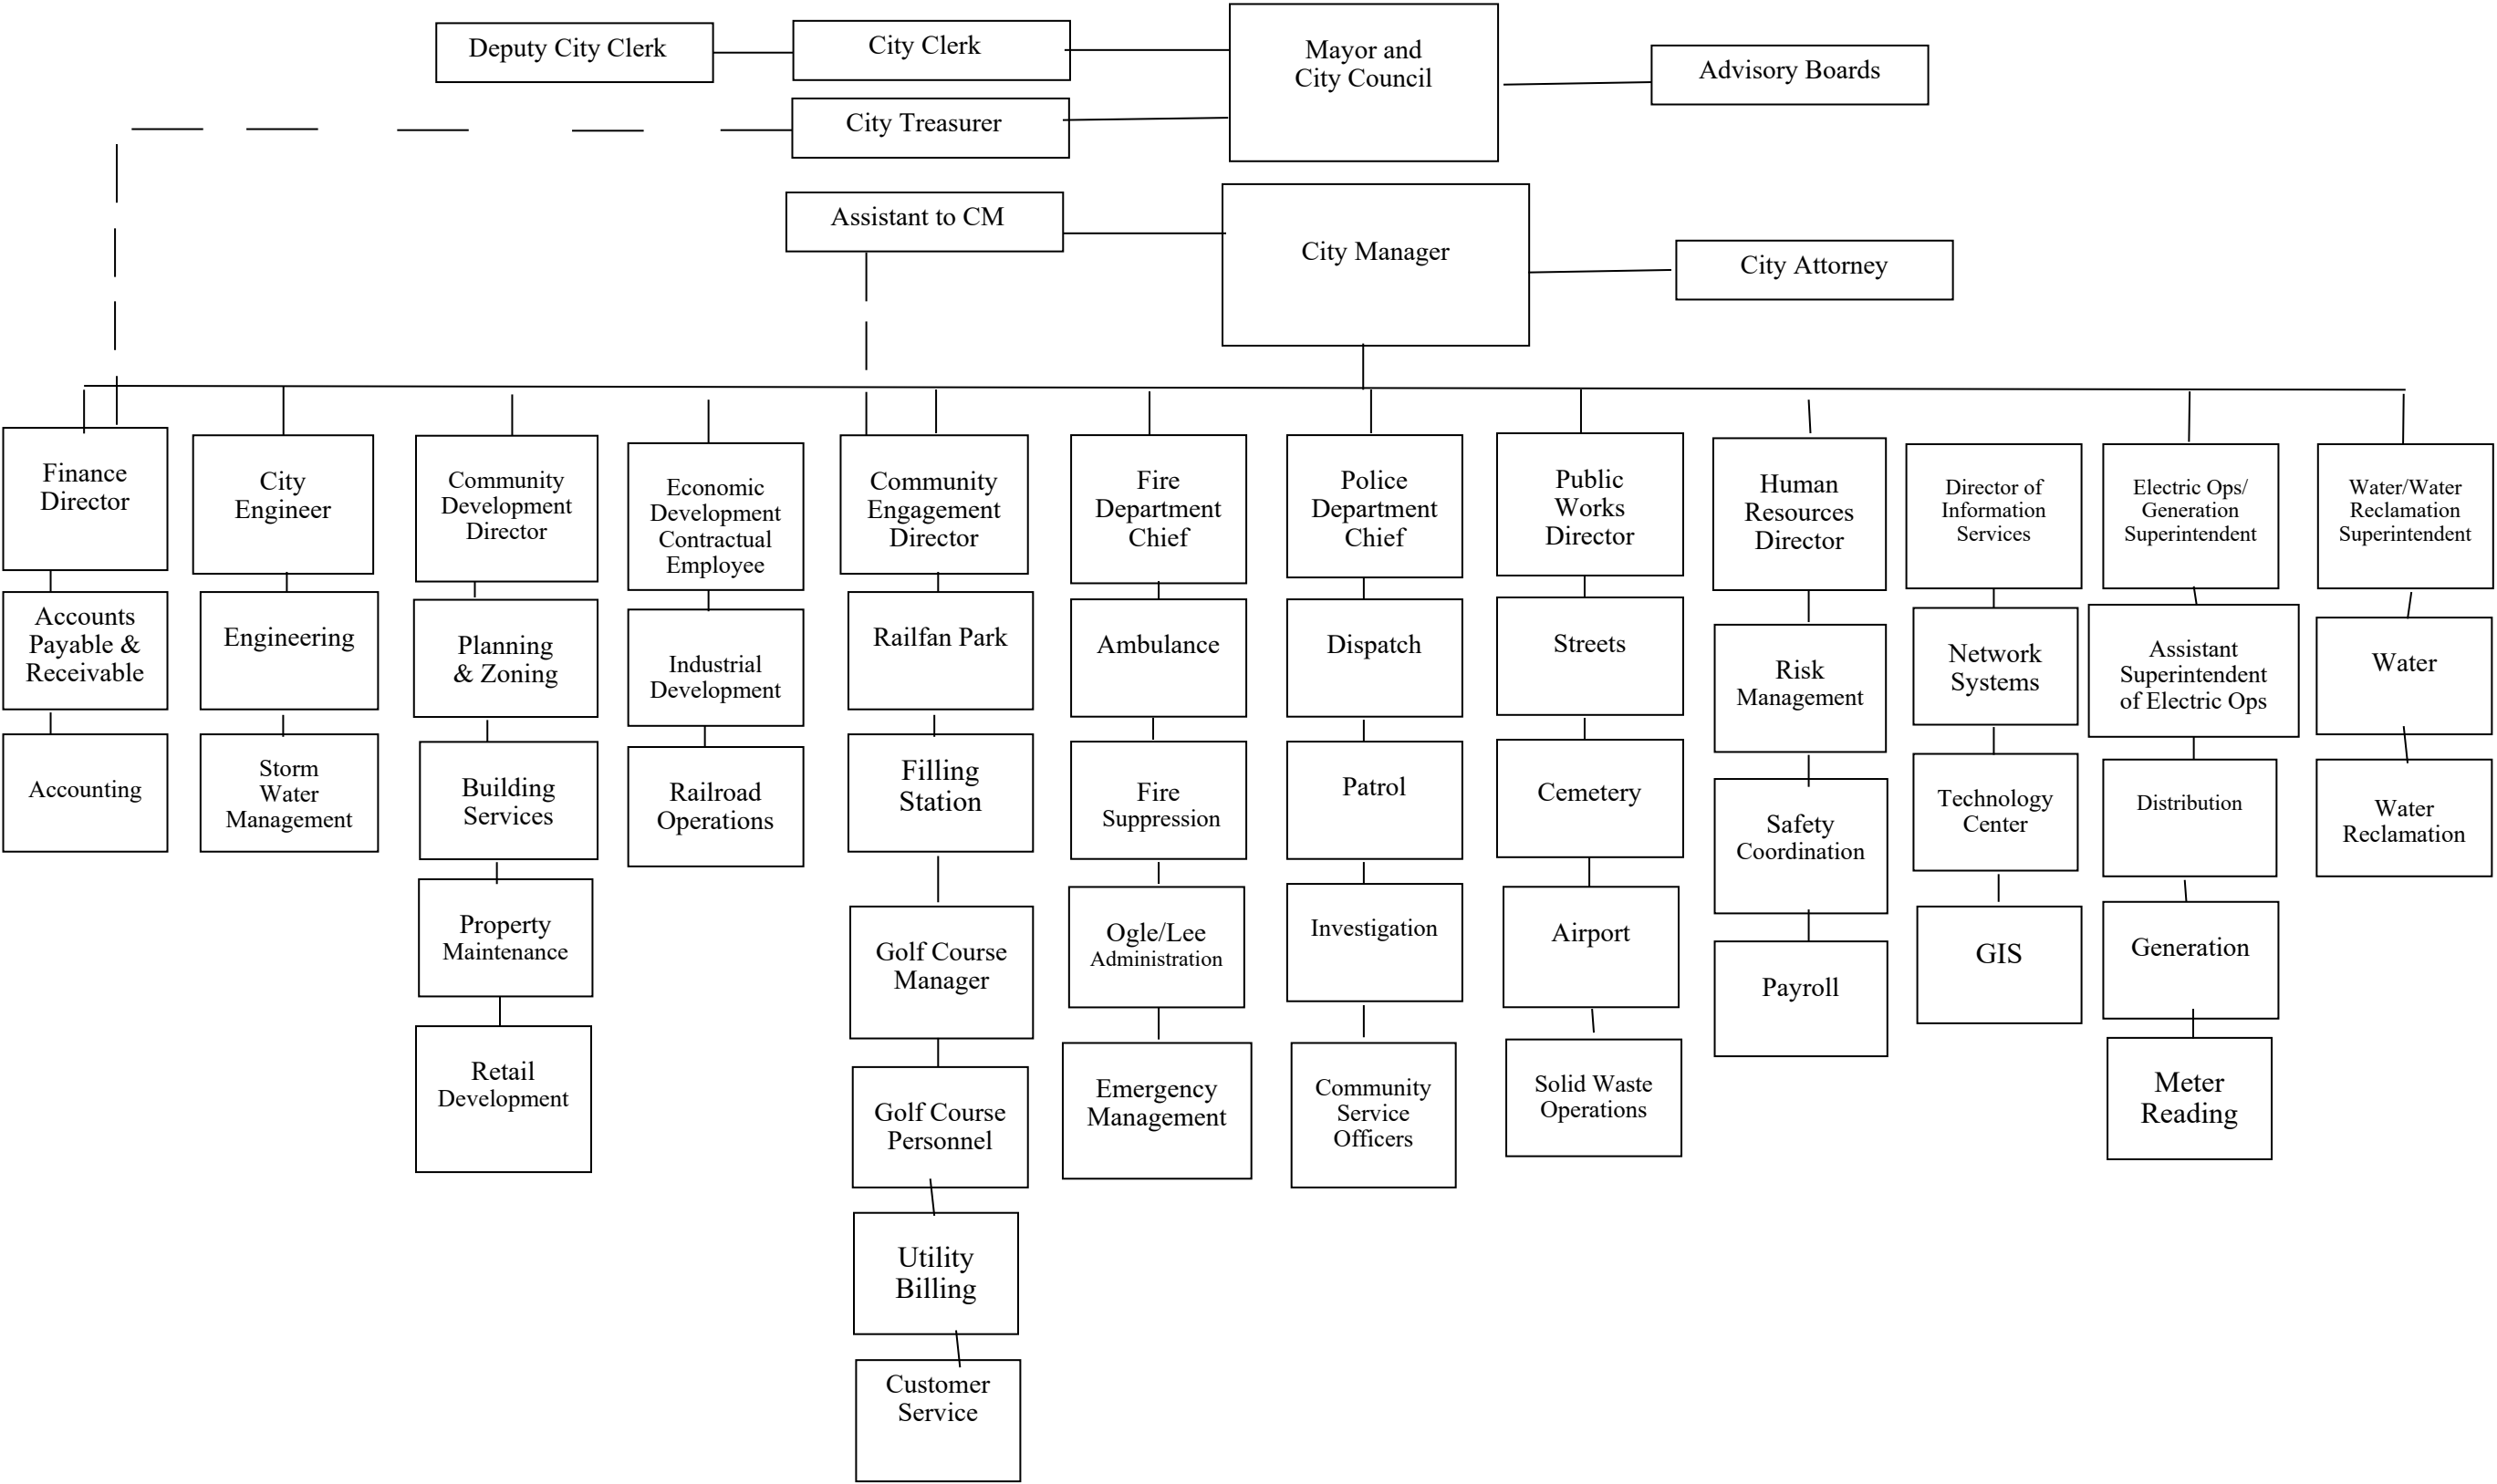 Deputy City Clerk
City Clerk
Mayor and
City Council
Advisory Boards
City Treasurer
Assistant to CM
City Manager
City Attorney
Finance
Director
City
Engineer
Community
Development
Director
Economic
Development
Contractual
Employee
Community
Engagement
Director
Fire
Department
Chief
Police
Department
Chief
Public
Works
Director
Human
Resources
Director
Director of
Information
Services
Electric Ops/
Generation
Superintendent
Water/Water
Reclamation
Superintendent
Accounts
Payable &
Receivable
Engineering
Planning
& Zoning
Industrial
Development
Railfan Park
Ambulance
Dispatch
Streets
Risk
Management
Network
Systems
Assistant
Superintendent
of Electric Ops
Water
Accounting
Storm
Water
Management
Building
Services
Railroad
Operations
Filling
Station
Fire
Suppression
Patrol
Cemetery
Safety
Coordination
Technology
Center
Distribution
Water
Reclamation
Property
Maintenance
Golf Course
Manager
Ogle/Lee
Administration
Investigation
Airport
Payroll
GIS
Generation
Retail
Development
Golf Course
Personnel
Emergency
Management
Community
Service
Officers
Solid Waste
Operations
Meter
Reading
Utility
Billing
Customer
Service